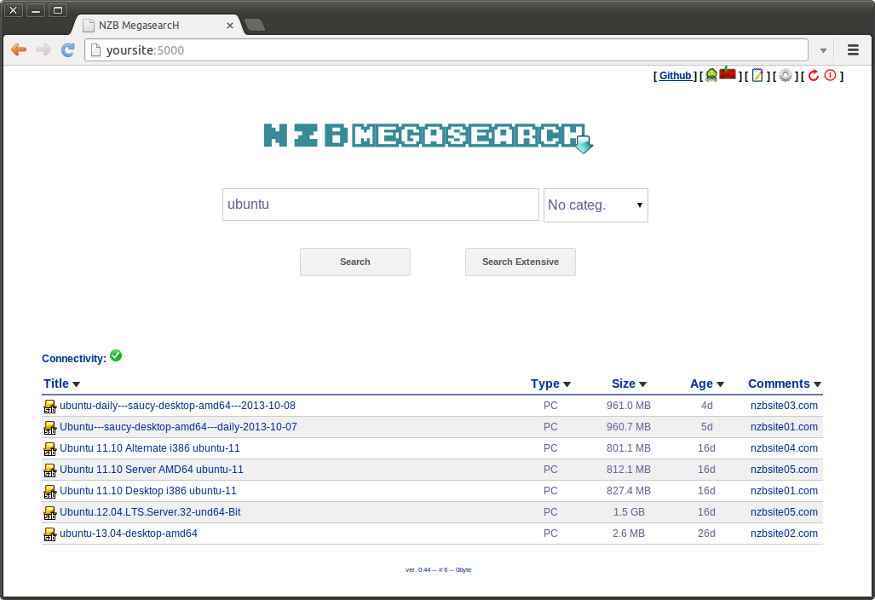 NZB MegasearcH
yoursite:5000
[ Github ] [ ] [ ] [ ] [ ]
NZBMEGASEARCH
ubuntu No categ.
Search Search Extensive
Connectivity:
Title Type Size Age Comments
ubuntu-daily---saucy-desktop-amd64---2013-10-08 PC 961.0 MB 4d nzbsite03.com
Ubuntu---saucy-desktop-amd64---daily-2013-10-07 PC 960.7 MB 5d nzbsite01.com
Ubuntu 11.10 Alternate i386 ubuntu-11 PC 801.1 MB 16d nzbsite04.com
Ubuntu 11.10 Server AMD64 ubuntu-11 PC 812.1 MB 16d nzbsite05.com
Ubuntu 11.10 Desktop i386 ubuntu-11 PC 827.4 MB 16d nzbsite01.com
Ubuntu.12.04.LTS.Server.32-und64-Bit PC 1.5 GB 16d nzbsite05.com
ubuntu-13.04-desktop-amd64 PC 2.6 MB 26d nzbsite02.com
ver. 0.44 -- # 6 -- 0byte